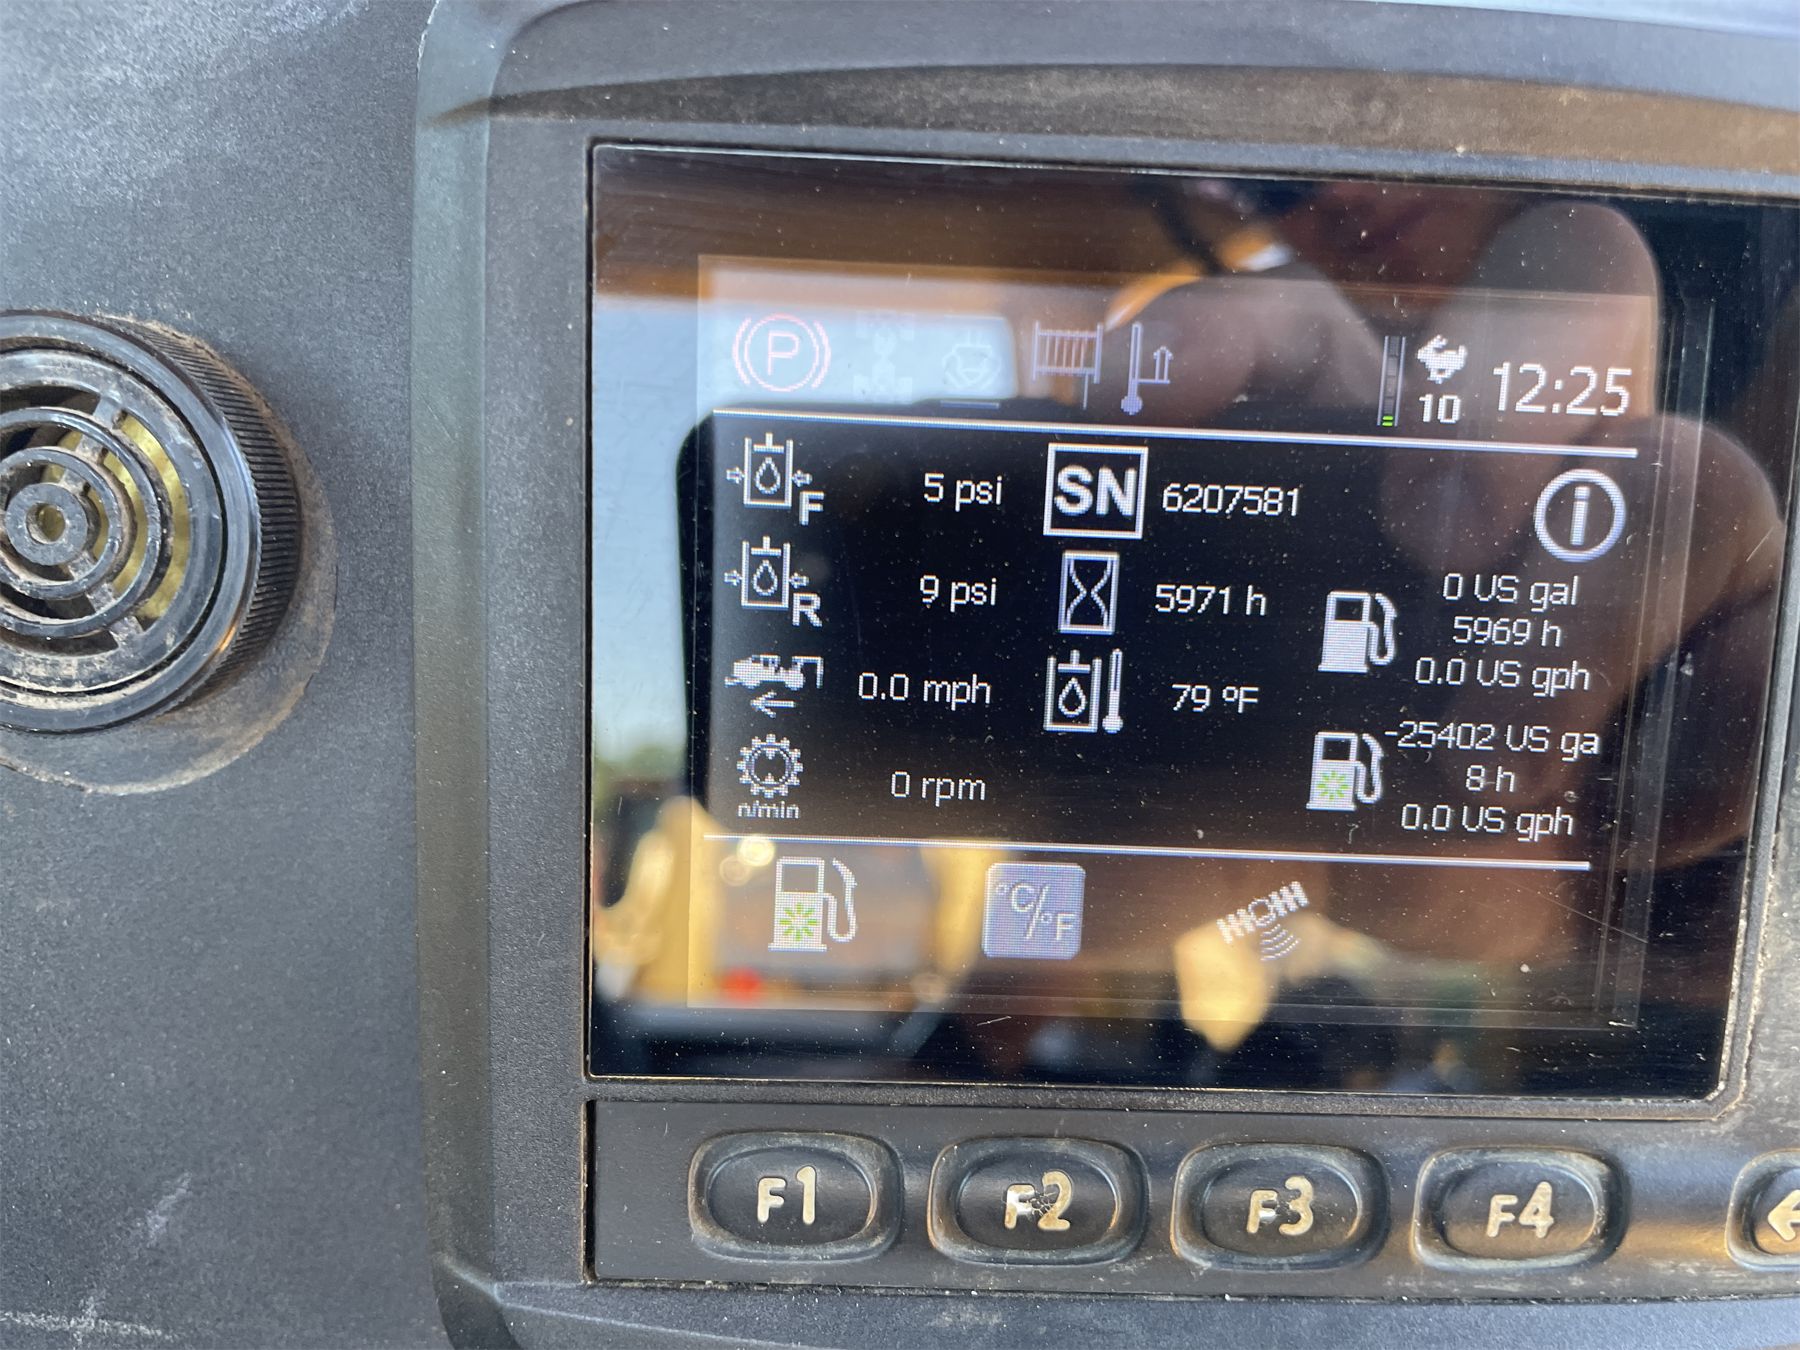 P
10
12:25
F
5 psi
SN
6207581
i
R
9 psi
5971 h
0 US gal
5969 h
0.0 US gph
0.0 mph
79 ºF
-25402 US ga
8 h
0.0 US gph
n/min
0 rpm
°C/°F
F1
F2
F3
F4